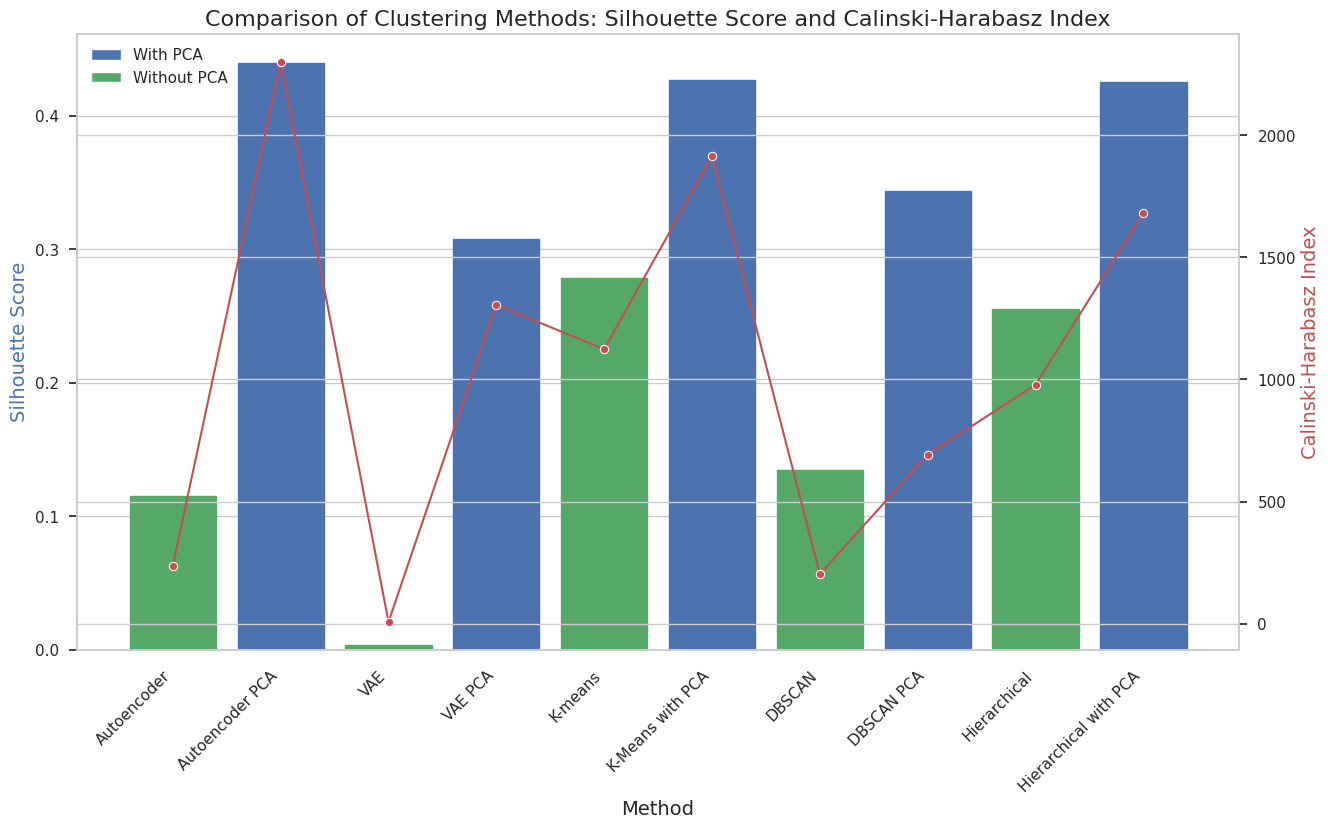 Comparison of Clustering Methods: Silhouette Score and Calinski-Harabasz Index
With PCA
Without PCA
Silhouette Score
0.4
0.3
0.2
0.1
0.0
2000
1500
1000
500
0
Calinski-Harabasz Index
Autoencoder
Autoencoder PCA
VAE
VAE PCA
K-means
K-Means with PCA
DBSCAN
DBSCAN PCA
Hierarchical
Hierarchical with PCA
Method